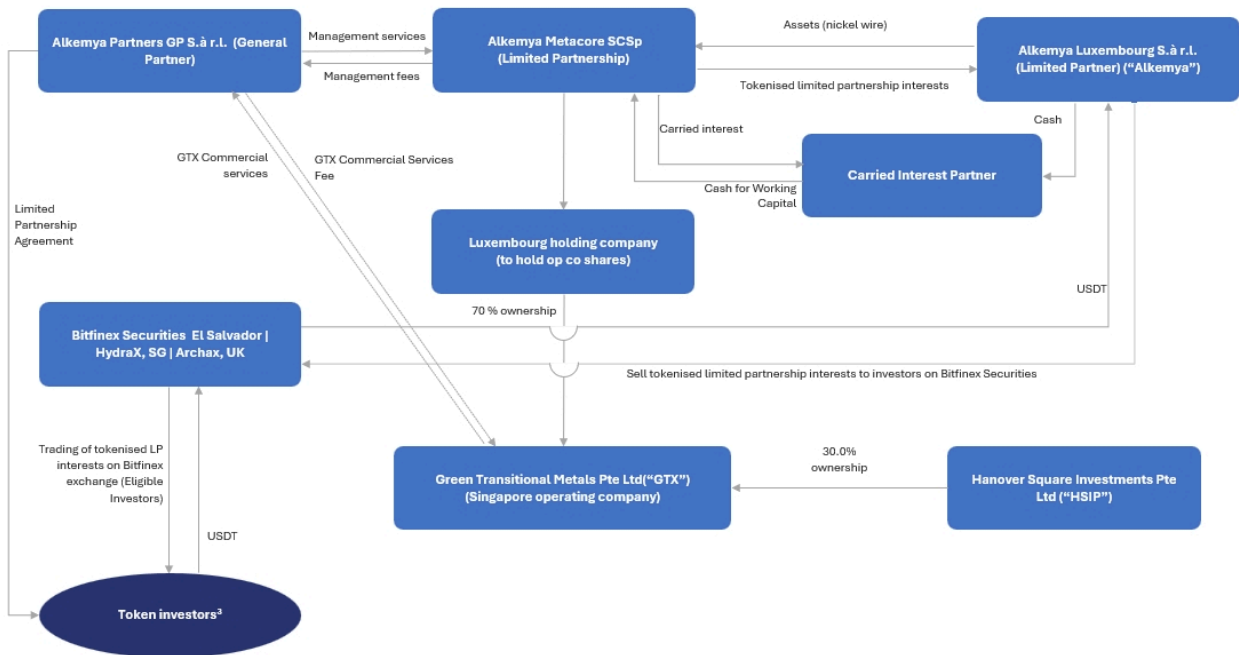 Alkemya Partners GP S.à r.l. (General
Partner)
Management services
Management fees
Alkemya Metacore SCSp
(Limited Partnership)
Assets (nickel wire)
Tokenised limited partnership interests
Alkemya Luxembourg S.à r.l.
(Limited Partner) (“Alkemya”)
Cash
Carried interest
Carried Interest Partner
Cash for Working
Capital
GTX Commercial
services
GTX Commercial Services
Fee
Limited
Partnership
Agreement
Luxembourg holding company
(to hold op co shares)
70 % ownership
USDT
Bitfinex Securities El Salvador |
HydraX, SG | Archax, UK
Sell tokenised limited partnership interests to investors on Bitfinex Securities
Trading of tokenised LP
interests on Bitfinex
exchange (Eligible
Investors)
USDT
Green Transitional Metals Pte Ltd(“GTX”)
(Singapore operating company)
30.0%
ownership
Hanover Square Investments Pte
Ltd (“HSIP”)
Token investors³